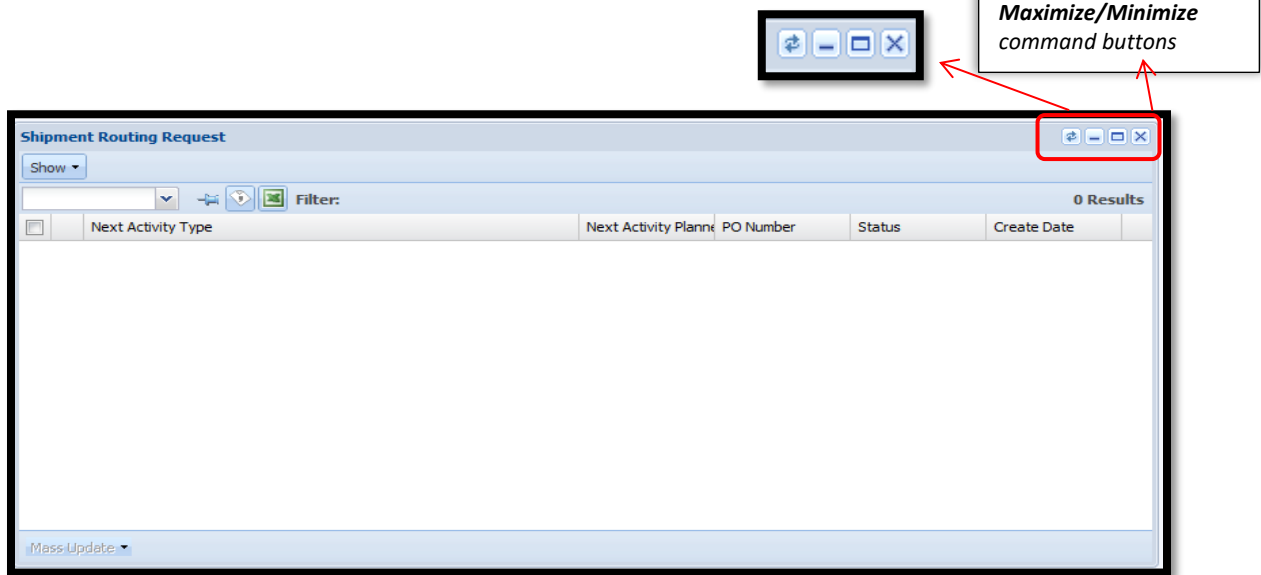 Maximize/Minimize
command buttons
Shipment Routing Request
Show
Filter:
0 Results
Next Activity Type
Next Activity Planne
PO Number
Status
Create Date
Mass Update